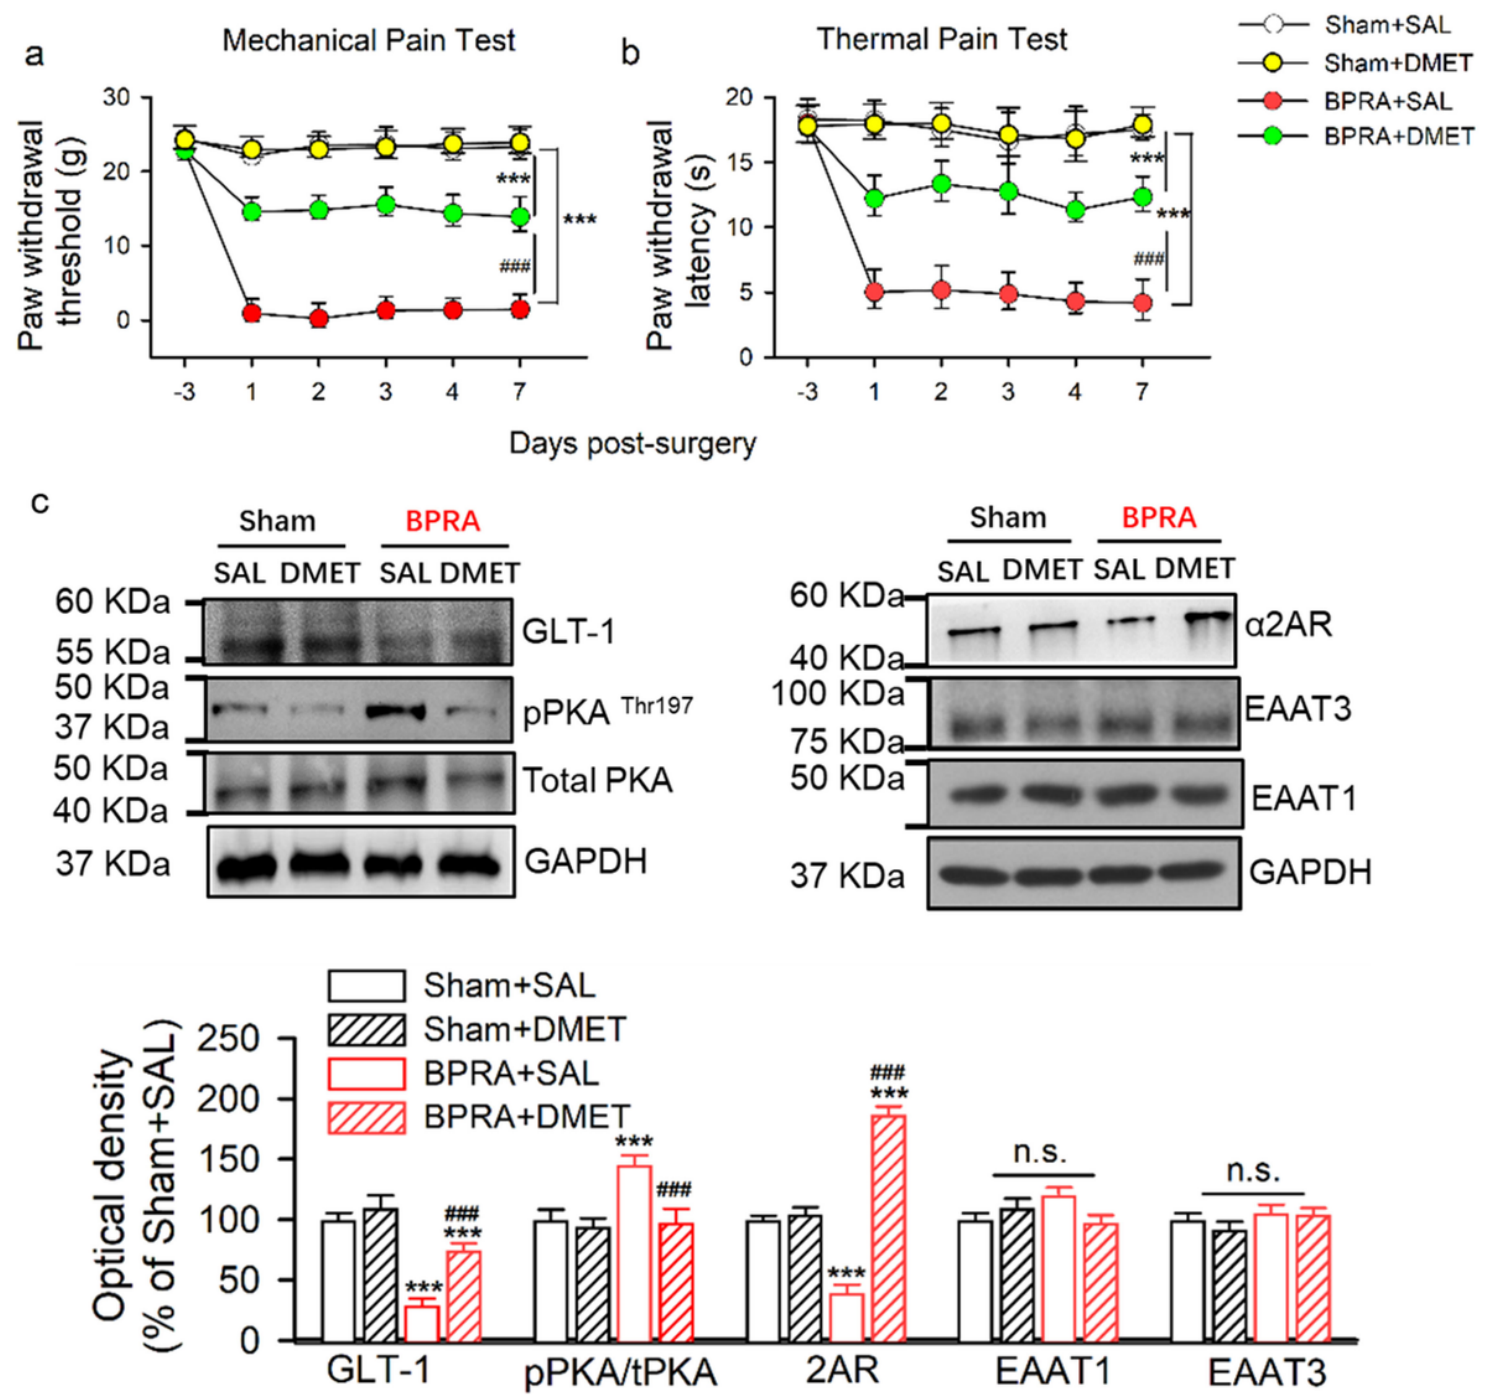 a
Mechanical Pain Test
b
Thermal Pain Test
Sham+SAL
Sham+DMET
BPRA+SAL
BPRA+DMET
Paw withdrawal
threshold (g)
30
20
10
0
***
###
***
-3 1 2 3 4 7
Paw withdrawal
latency (s)
20
15
10
5
0
***
***
###
-3 1 2 3 4 7
Days post-surgery
c
Sham BPRA
SAL DMET SAL DMET
60 KDa
55 KDa
GLT-1
50 KDa
37 KDa
pPKA Thr197
50 KDa
40 KDa
Total PKA
37 KDa
GAPDH
Sham BPRA
SAL DMET SAL DMET
60 KDa
40 KDa
α2AR
100 KDa
75 KDa
EAAT3
50 KDa
EAAT1
37 KDa
GAPDH
Sham+SAL
Sham+DMET
BPRA+SAL
BPRA+DMET
Optical density
(% of Sham+SAL)
250
200
150
100
50
0
***
###
***
***
###
***
###
***
n.s.
n.s.
GLT-1 pPKA/tPKA 2AR EAAT1 EAAT3